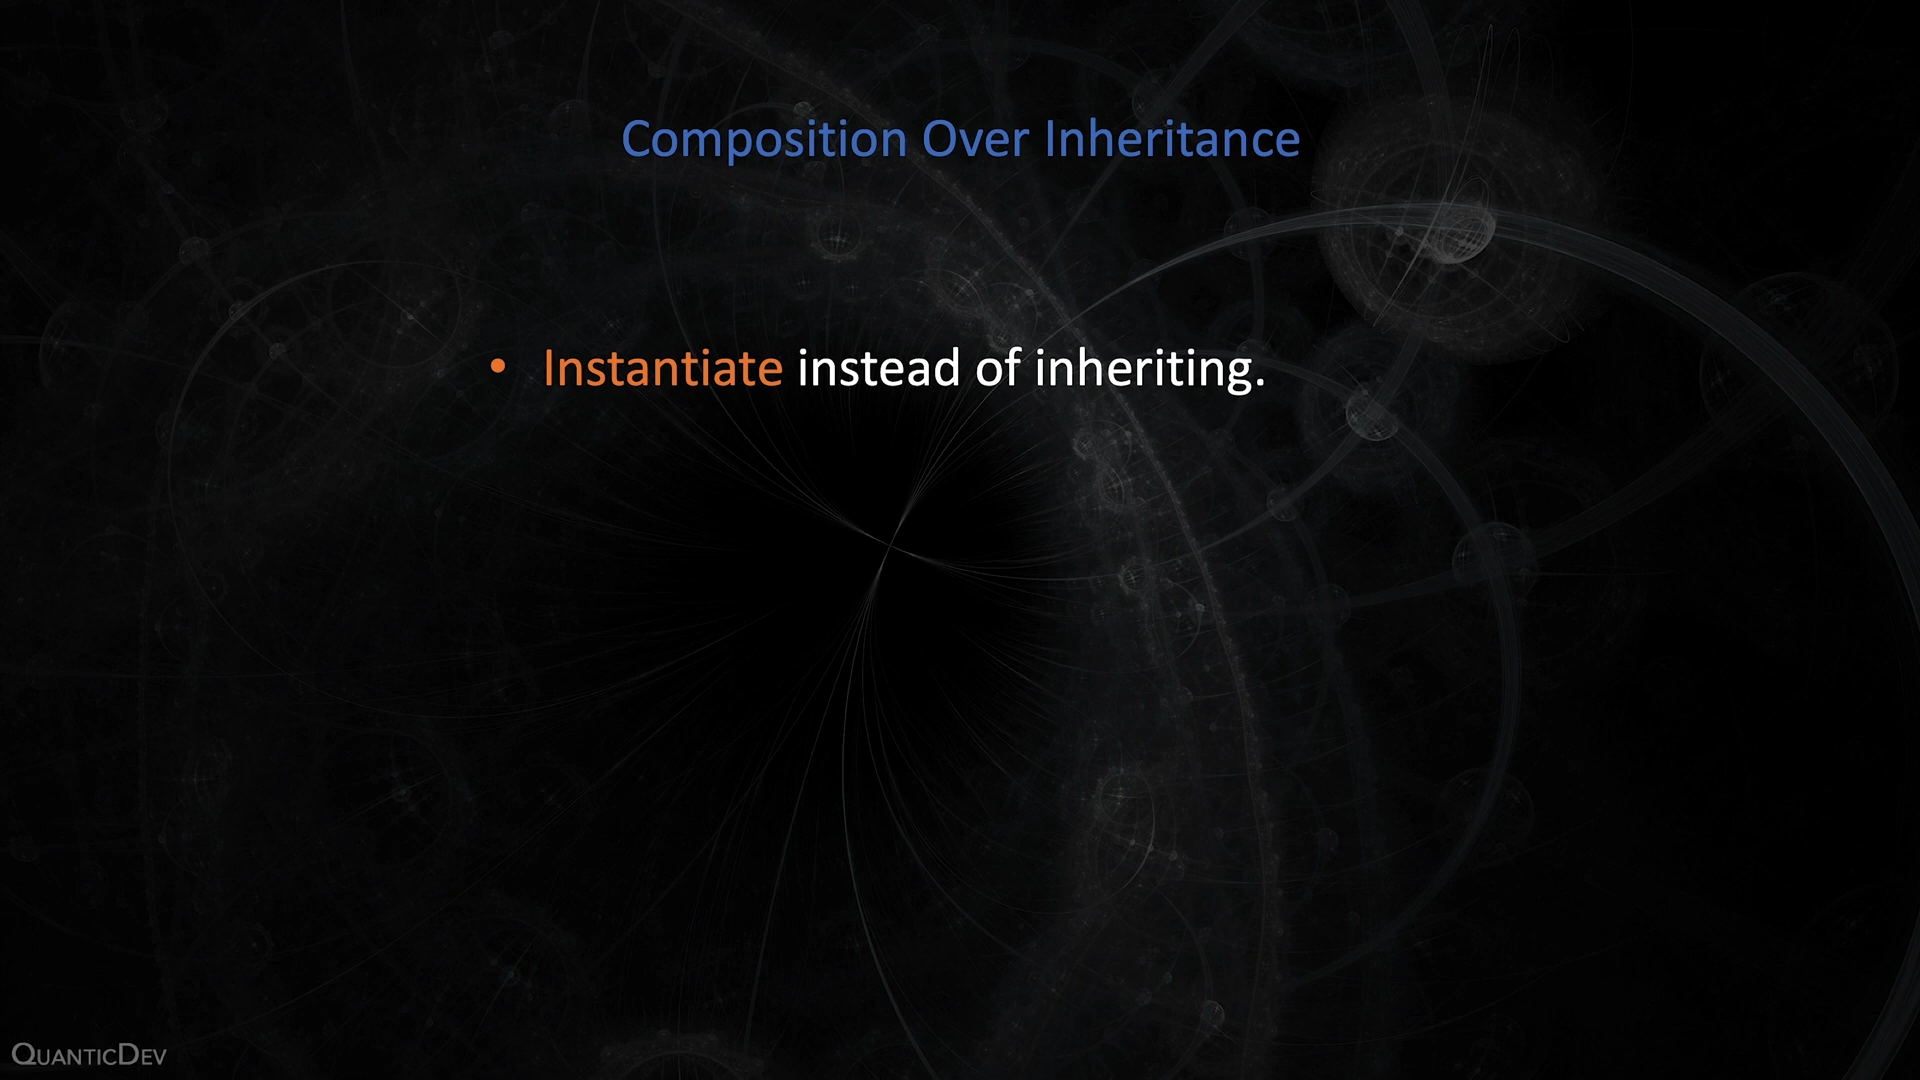 Composition Over Inheritance
• Instantiate instead of inheriting.
QUANTICDEV